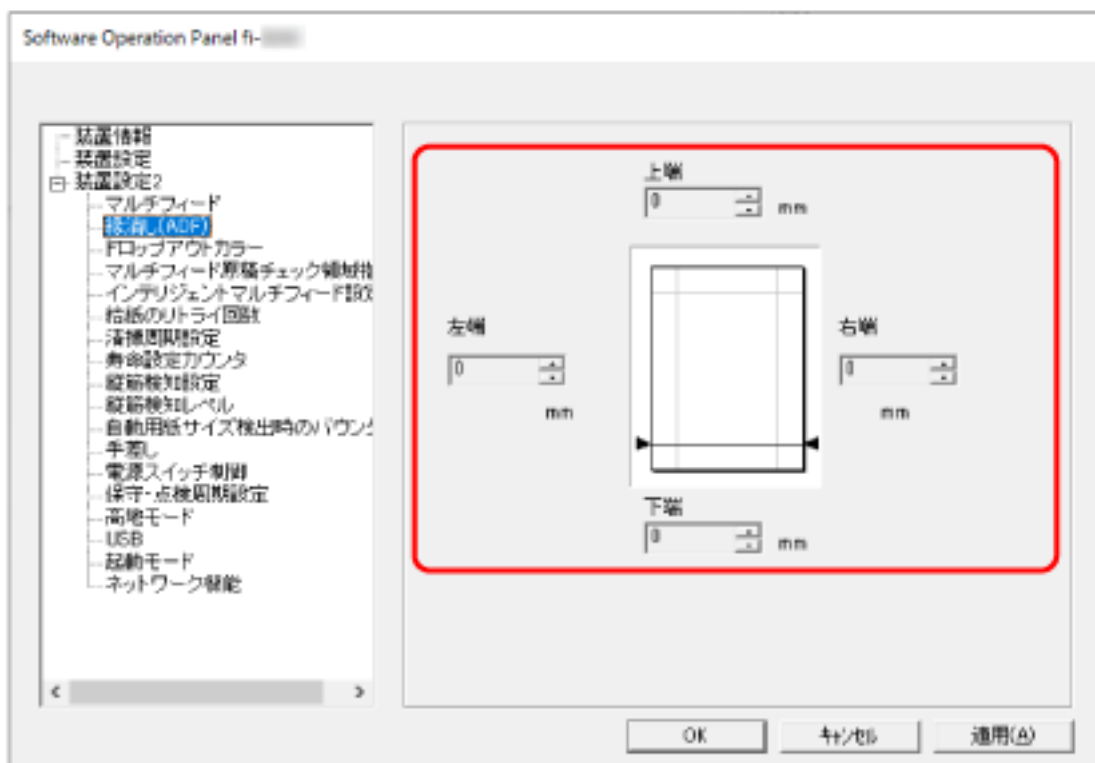 Software Operation Panel fi-
装置情報
装置設定
装置設定2
マルチフィード
縁消し(ADF)
ドロップアウトカラー
マルチフィード原稿チェック領域指
インテリジェントマルチフィード設定
給紙のリトライ回数
清掃周期設定
寿命設定カウンタ
縦筋検知設定
縦筋検知レベル
自動用紙サイズ検出時のバウンダ
手差し
電源スイッチ制御
保守・点検周期設定
高地モード
USB
起動モード
ネットワーク機能
上端
0 mm
左端
0
mm
右端
0
mm
下端
0 mm
OK キャンセル 適用(A)